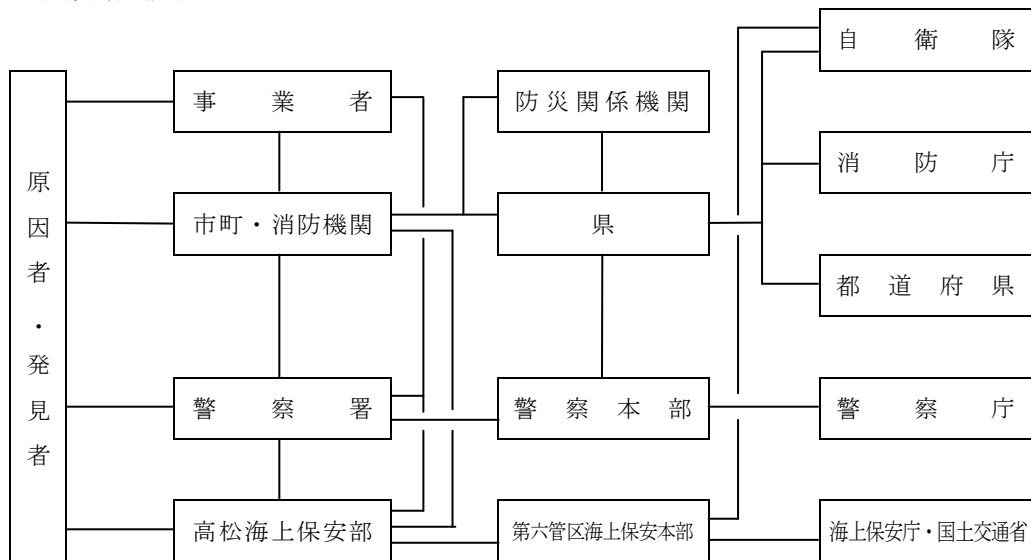 原因者・発見者
事業者
市町・消防機関
警察署
高松海上保安部
防災関係機関
県
警察本部
第六管区海上保安本部
自衛隊
消防庁
都道府県
警察庁
海上保安庁・国土交通省